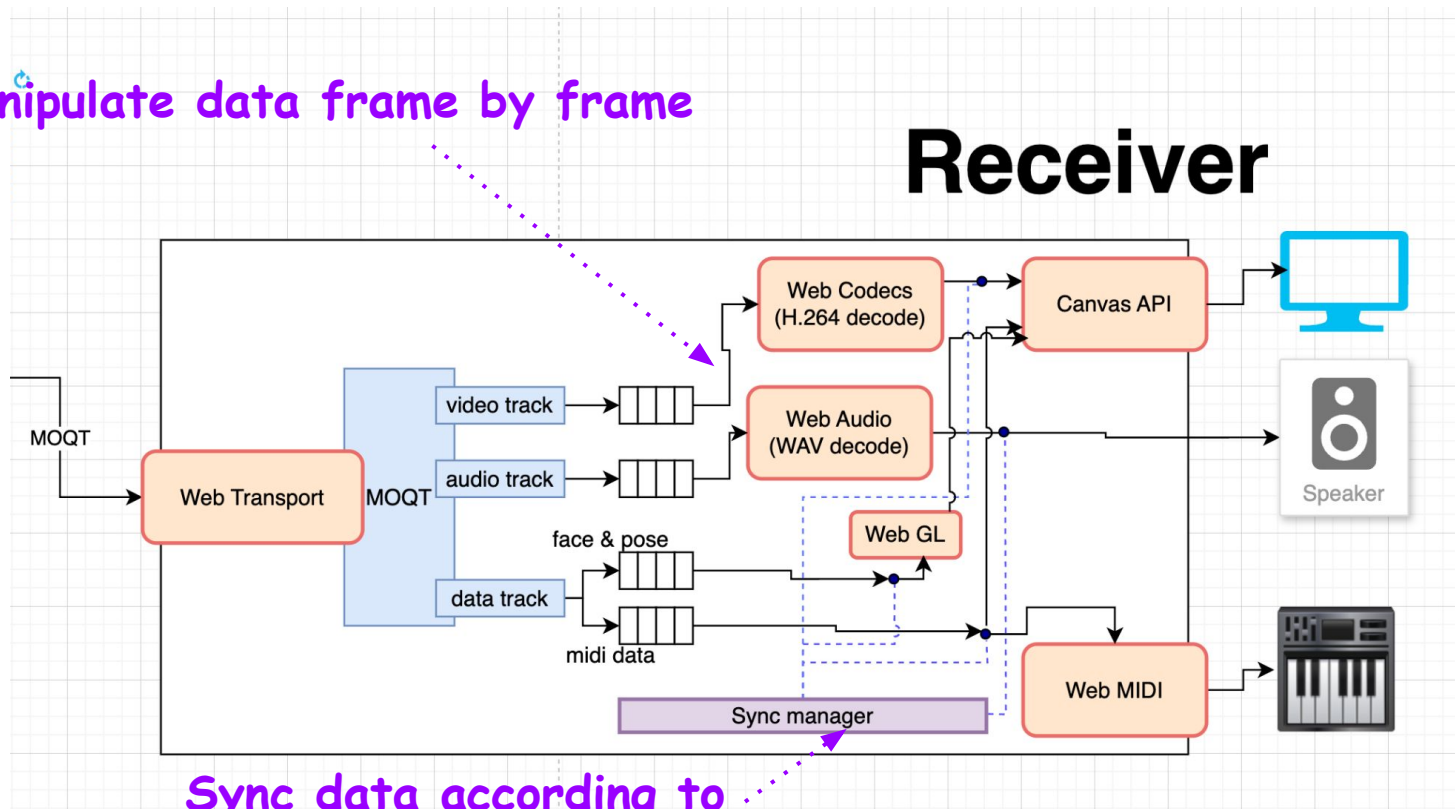 nipulate data frame by frame
Receiver
Web Codecs
(H.264 decode)
Canvas API
video track
MOQT
Web Audio
(WAV decode)
Web Transport
MOQT
audio track
Speaker
face & pose
Web GL
data track
midi data
Web MIDI
Sync manager
Sync data according to